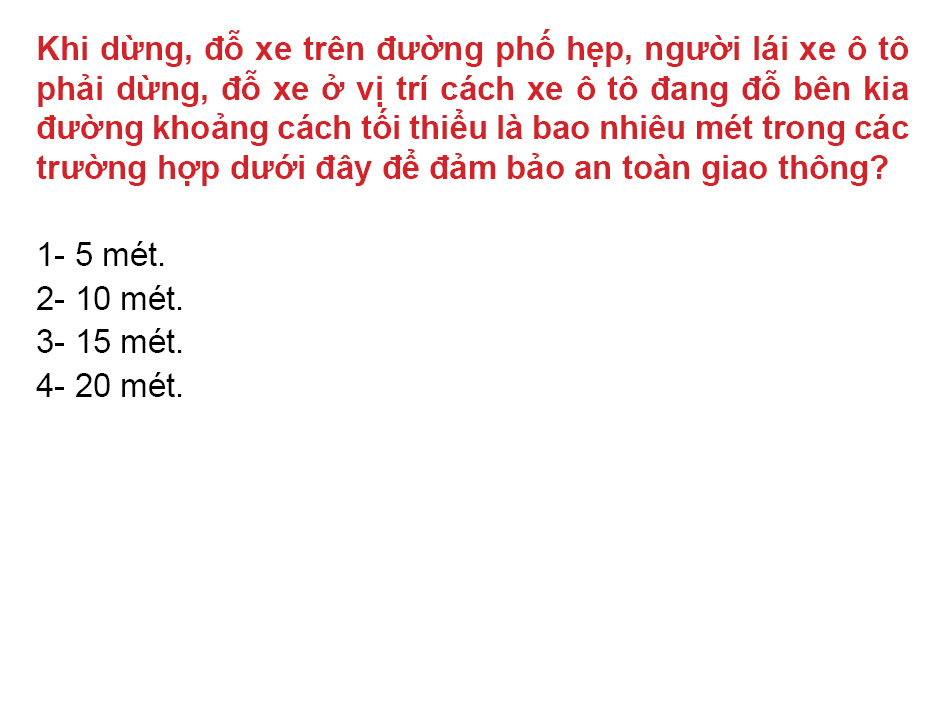 Khi dừng, đỗ xe trên đường phố hẹp, người lái xe ô tô
phải dừng, đỗ xe ở vị trí cách xe ô tô đang đỗ bên kia
đường khoảng cách tối thiểu là bao nhiêu mét trong các
trường hợp dưới đây để đảm bảo an toàn giao thông?
1- 5 mét.
2- 10 mét.
3- 15 mét.
4- 20 mét.